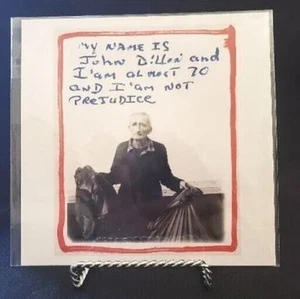 MY NAME IS
John Dillon and
I'am almost 70
AND I'am NOT
PREJUDICE